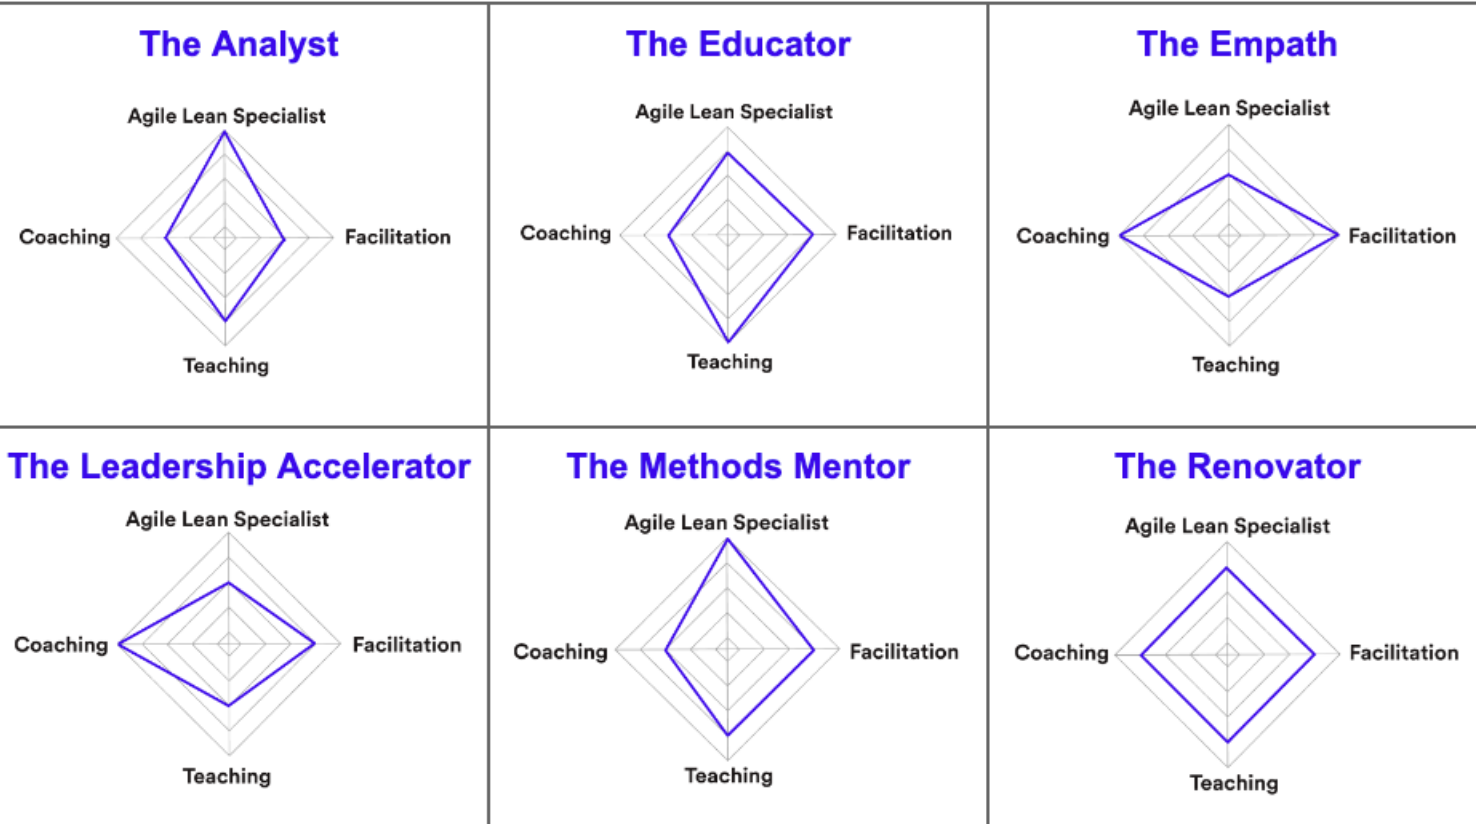 The Analyst
Agile Lean Specialist
Coaching
Facilitation
Teaching
The Educator
Agile Lean Specialist
Coaching
Facilitation
Teaching
The Empath
Agile Lean Specialist
Coaching
Facilitation
Teaching
The Leadership Accelerator
Agile Lean Specialist
Coaching
Facilitation
Teaching
The Methods Mentor
Agile Lean Specialist
Coaching
Facilitation
Teaching
The Renovator
Agile Lean Specialist
Coaching
Facilitation
Teaching